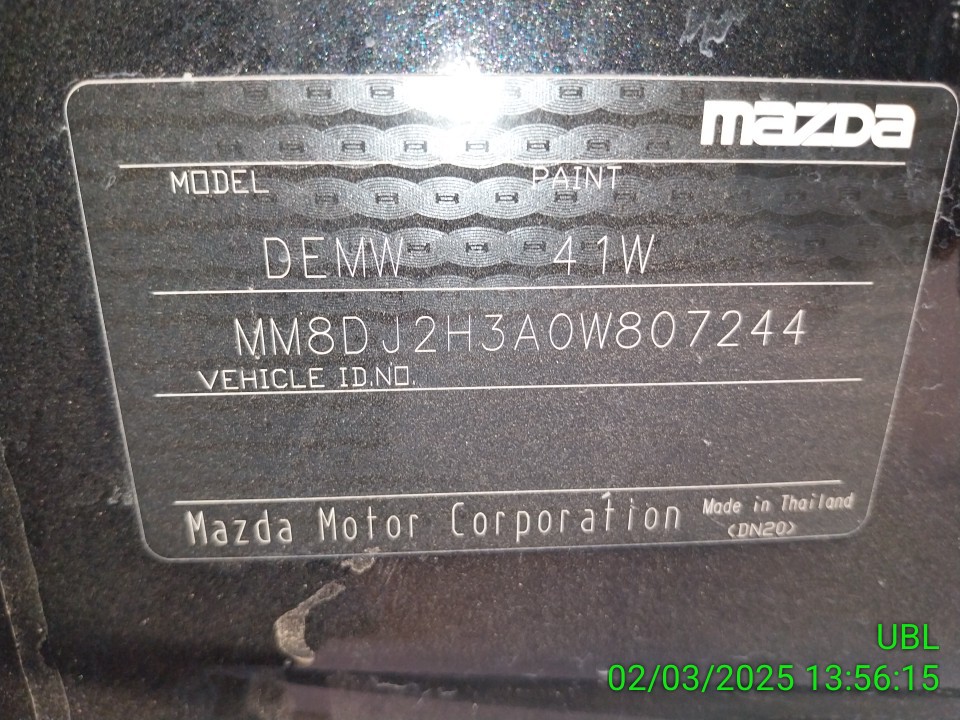 mazda
MODEL PAINT
DEMW 41W
MM8DJ2H3A0W807244
VEHICLE ID.NO.
Mazda Motor Corporation Made in Thailand
<DN20>
UBL
02/03/2025 13:56:15